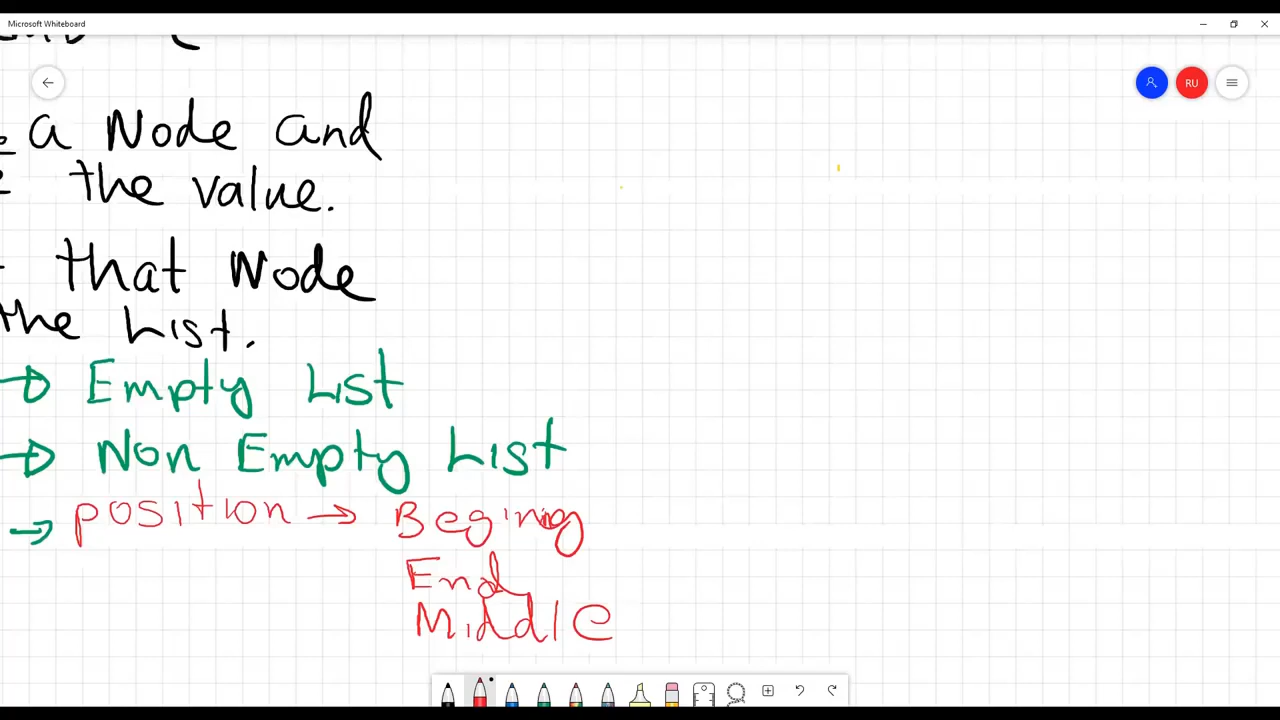 Microsoft Whiteboard
RU
a Node and
the value.
that Node
the List.
→ Empty List
→ Non Empty List
→ position → Begining
End
Middle